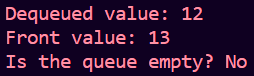 Dequeued value: 12
Front value: 13
Is the queue empty? No